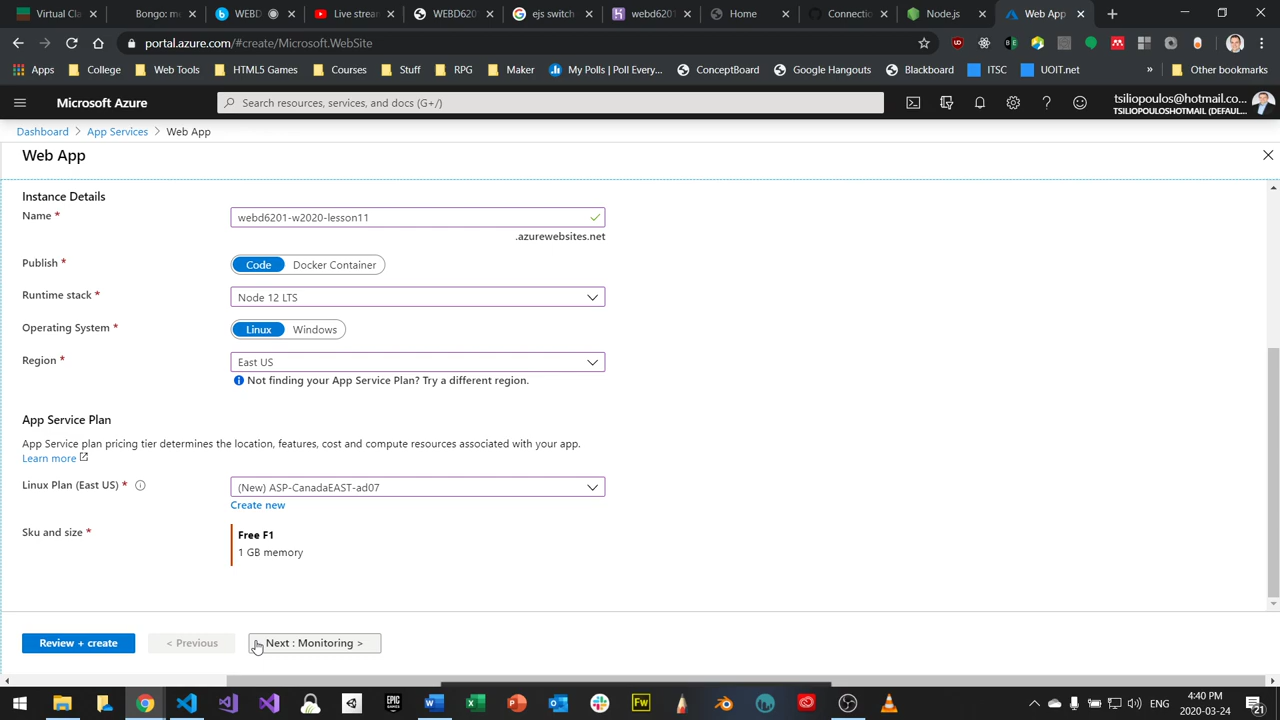 Virtual Cla
Bongo: m
WEBD
Live strean
WEBD620
ejs switch
webd6201
Home
Connectio
Node.js
Web App
portal.azure.com/#create/Microsoft.WebSite
Apps
College
Web Tools
HTML5 Games
Courses
Stuff
RPG
Maker
My Polls | Poll Every...
ConceptBoard
Google Hangouts
Blackboard
ITSC
UOIT.net
»
Other bookmarks
Microsoft Azure
Search resources, services, and docs (G+/)
tsiliopoulos@hotmail.co...
TSILIOPOULOSHOTMAIL (DEFAUL...
Dashboard > App Services > Web App
Web App
Instance Details
Name *
webd6201-w2020-lesson11
.azurewebsites.net
Publish *
Code
Docker Container
Runtime stack *
Node 12 LTS
Operating System *
Linux
Windows
Region *
East US
Not finding your App Service Plan? Try a different region.
App Service Plan
App Service plan pricing tier determines the location, features, cost and compute resources associated with your app.
Learn more
Linux Plan (East US) *
(New) ASP-CanadaEAST-ad07
Create new
Sku and size *
Free F1
1 GB memory
Review + create
< Previous
Next : Monitoring >
ENG
4:40 PM
2020-03-24
21